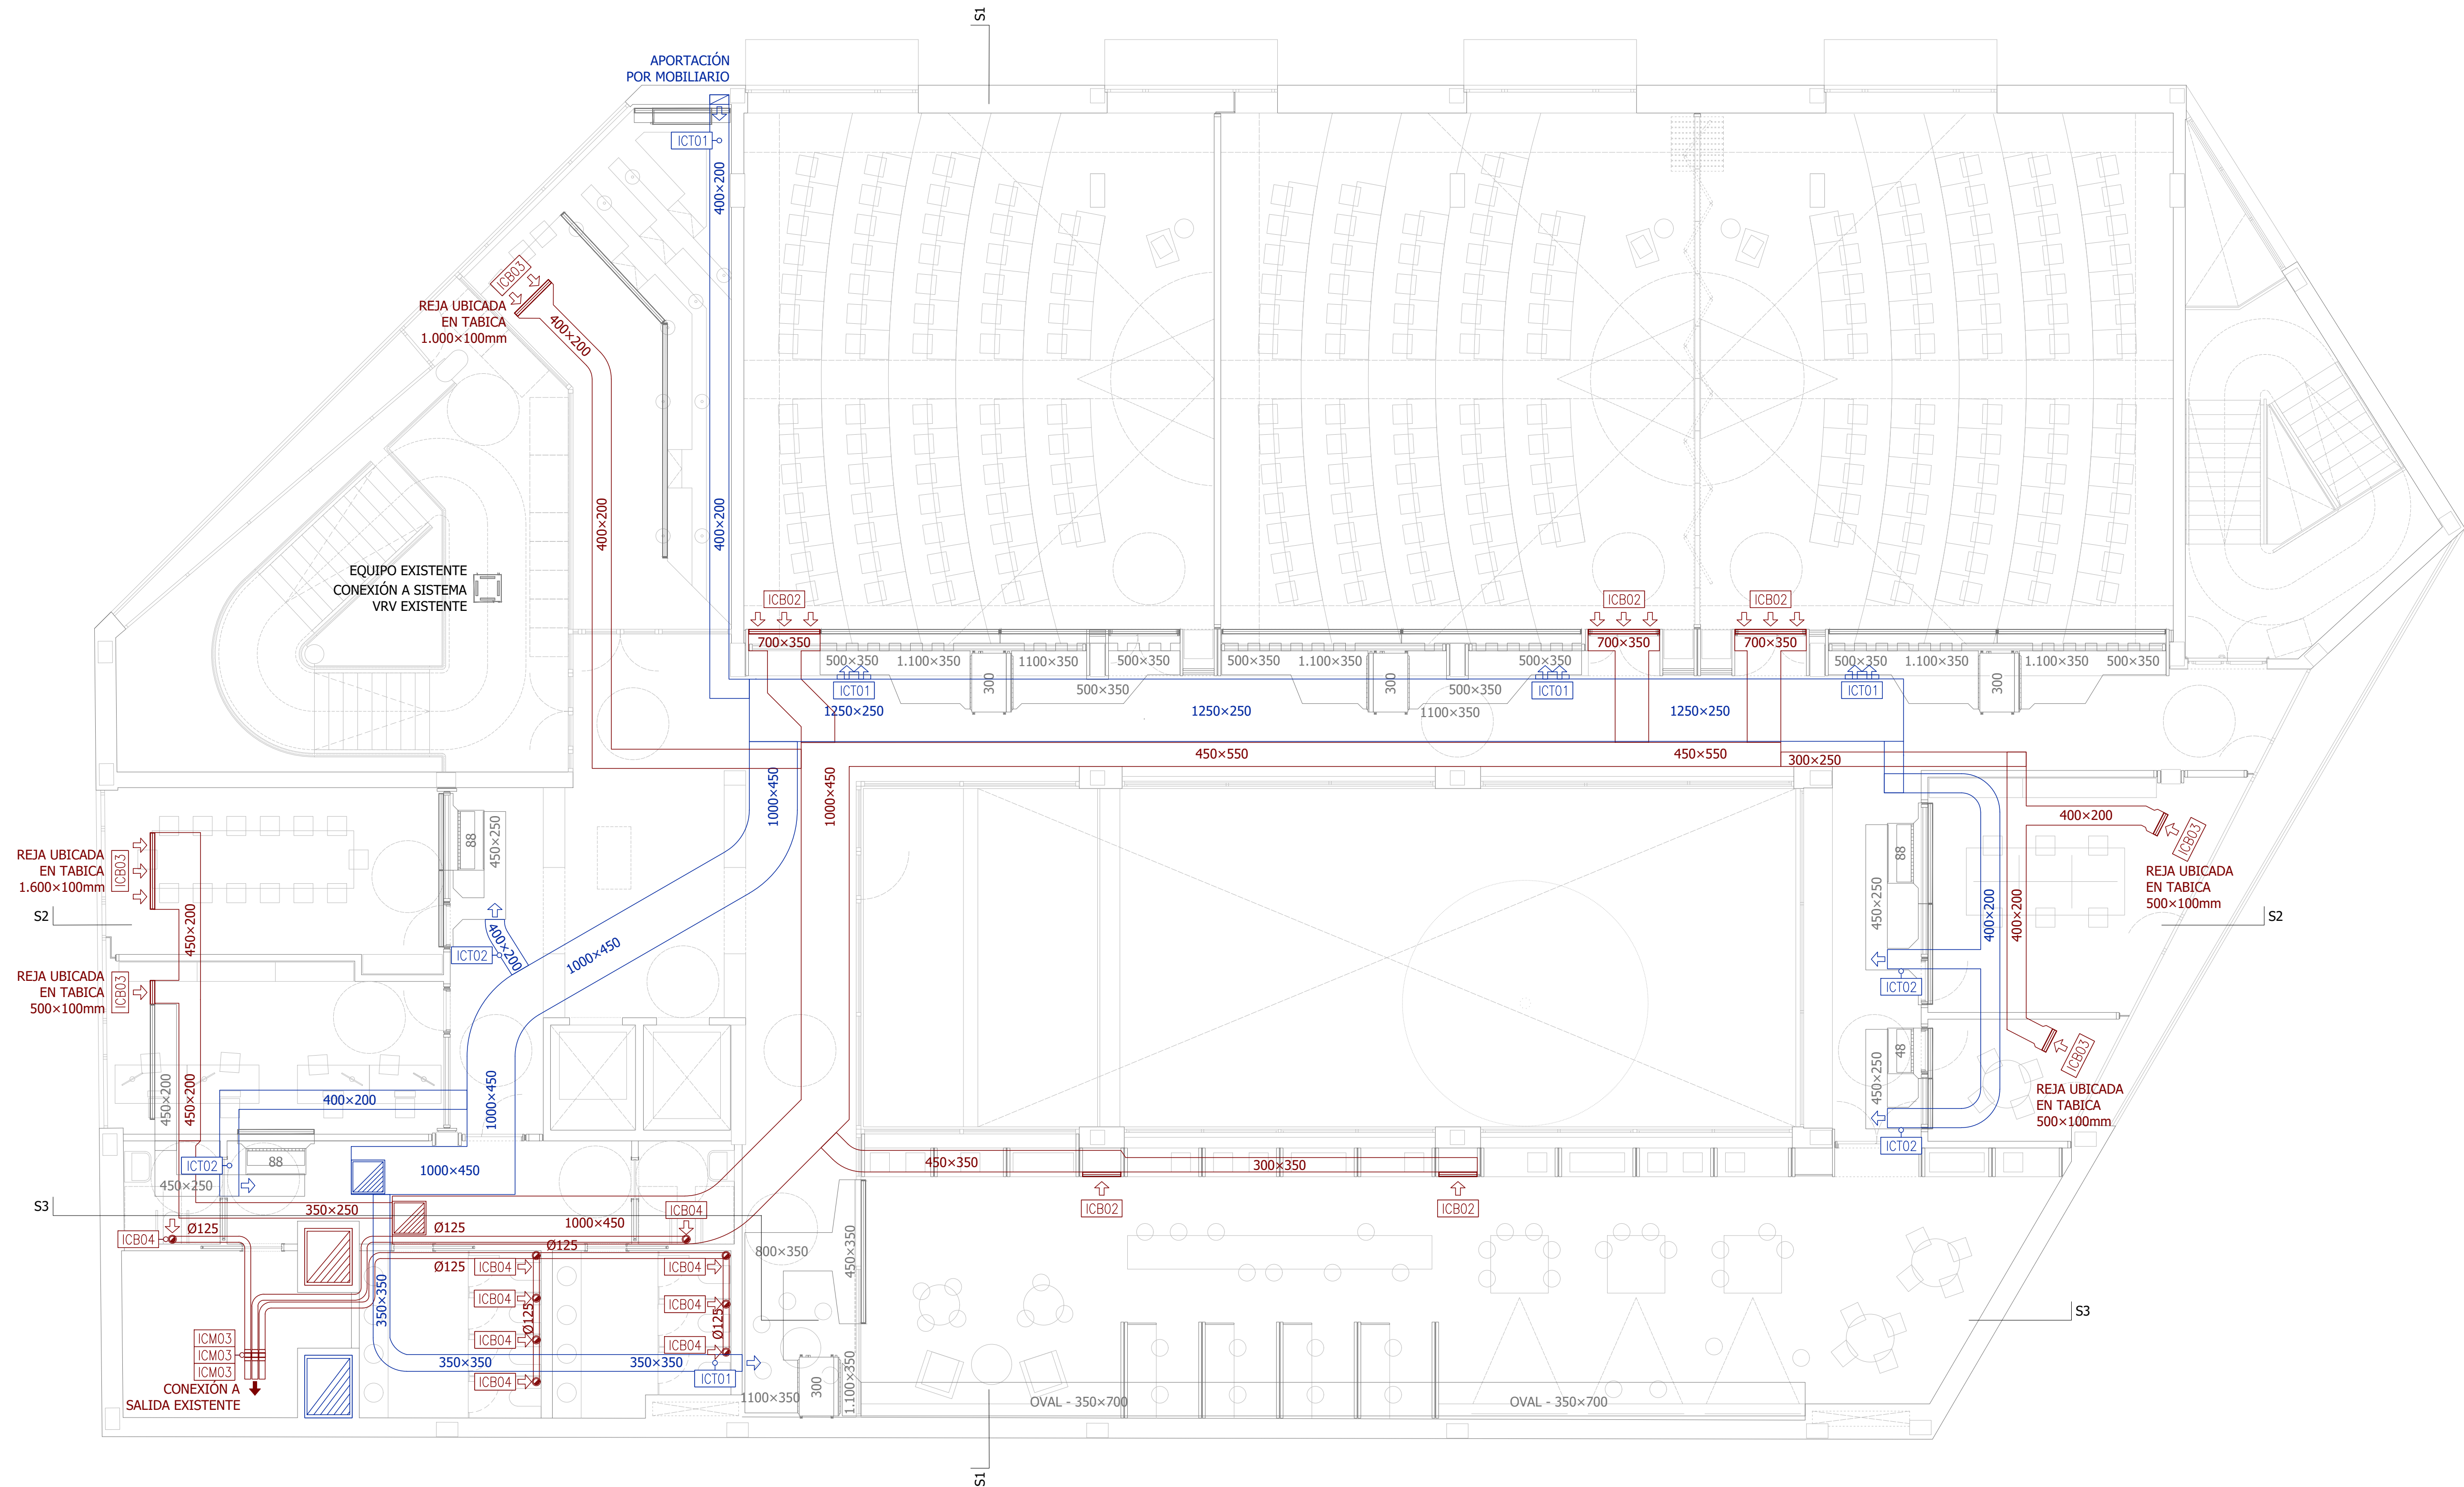 S1
APORTACIÓN
POR MOBILIARIO
ICT01
400×200
ICB03
REJA UBICADA
EN TABICA
1.000×100mm
400×200
400×200
400×200
EQUIPO EXISTENTE
CONEXIÓN A SISTEMA
VRV EXISTENTE
ICB02
ICB02
ICB02
700×350
700×350
700×350
500×350
1.100×350
1100×350
500×350
500×350
1.100×350
500×350
500×350
1.100×350
1.100×350
500×350
300
300
300
ICT01
500×350
500×350
ICT01
ICT01
1250×250
1250×250
1100×350
1250×250
450×550
450×550
300×250
1000×450
1000×450
REJA UBICADA
EN TABICA
1.600×100mm
ICB03
88
450×250
450×200
S2
400×200
ICT02
1000×450
REJA UBICADA
EN TABICA
500×100mm
ICB03
88
450×250
400×200
400×200
400×200
ICB03
REJA UBICADA
EN TABICA
500×100mm
S2
ICT02
48
450×250
ICB03
REJA UBICADA
EN TABICA
500×100mm
ICT02
450×200
450×200
400×200
1000×450
ICT02
88
450×250
1000×450
450×350
300×350
ICB02
ICB02
S3
350×250
1000×450
ICB04
ICB04
Ø125
Ø125
Ø125
Ø125
800×350
450×350
ICB04
ICB04
ICB04
ICB04
ICB04
ICB04
ICB04
Ø125
Ø125
350×350
S3
ICM03
ICM03
ICM03
350×350
350×350
ICT01
CONEXIÓN A
SALIDA EXISTENTE
1100×350
300
1.100×350
OVAL - 350×700
OVAL - 350×700
S1